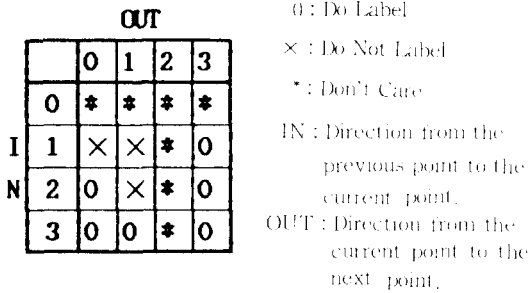 OUT
0 1 2 3
0 * * * *
I 1 × × * 0
N 2 0 × * 0
3 0 0 * 0
0 : Do Label
× : Do Not Label
* : Don't Care
IN : Direction from the
previous point to the
current point.
OUT : Direction from the
current point to the
next point.